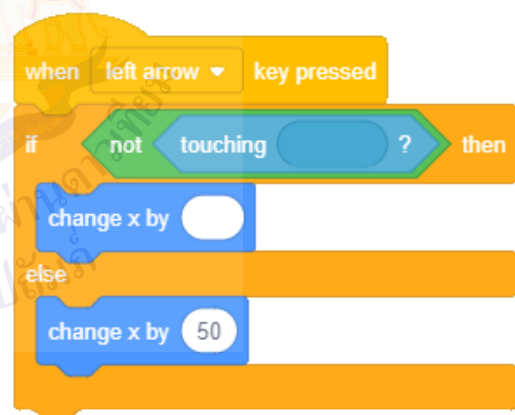 when left arrow key pressed
if not touching ? then
change x by
else
change x by 50